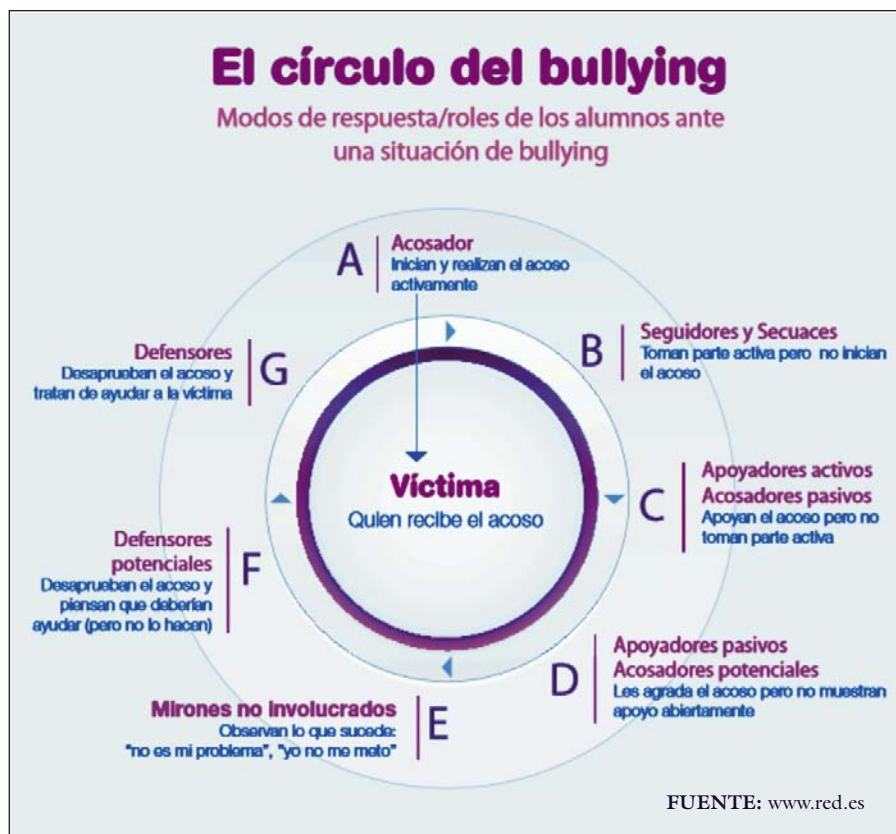 El círculo del bullying
Modos de respuesta/roles de los alumnos ante
una situación de bullying
A
Acosador
Inician y realizan el acoso
activamente
B
Seguidores y Secuaces
Toman parte activa pero no inician
el acoso
C
Apoyadores activos
Acosadores pasivos
Apoyan el acoso pero no
toman parte activa
D
Apoyadores pasivos
Acosadores potenciales
Les agrada el acoso pero no muestran
apoyo abiertamente
E
Mirones no involucrados
Observan lo que sucede:
"no es mi problema", "yo no me meto"
F
Defensores
potenciales
Desaprueban el acoso y
piensan que deberían
ayudar (pero no lo hacen)
G
Defensores
Desaprueban el acoso y
tratan de ayudar a la víctima
Víctima
Quien recibe el acoso
FUENTE: www.red.es